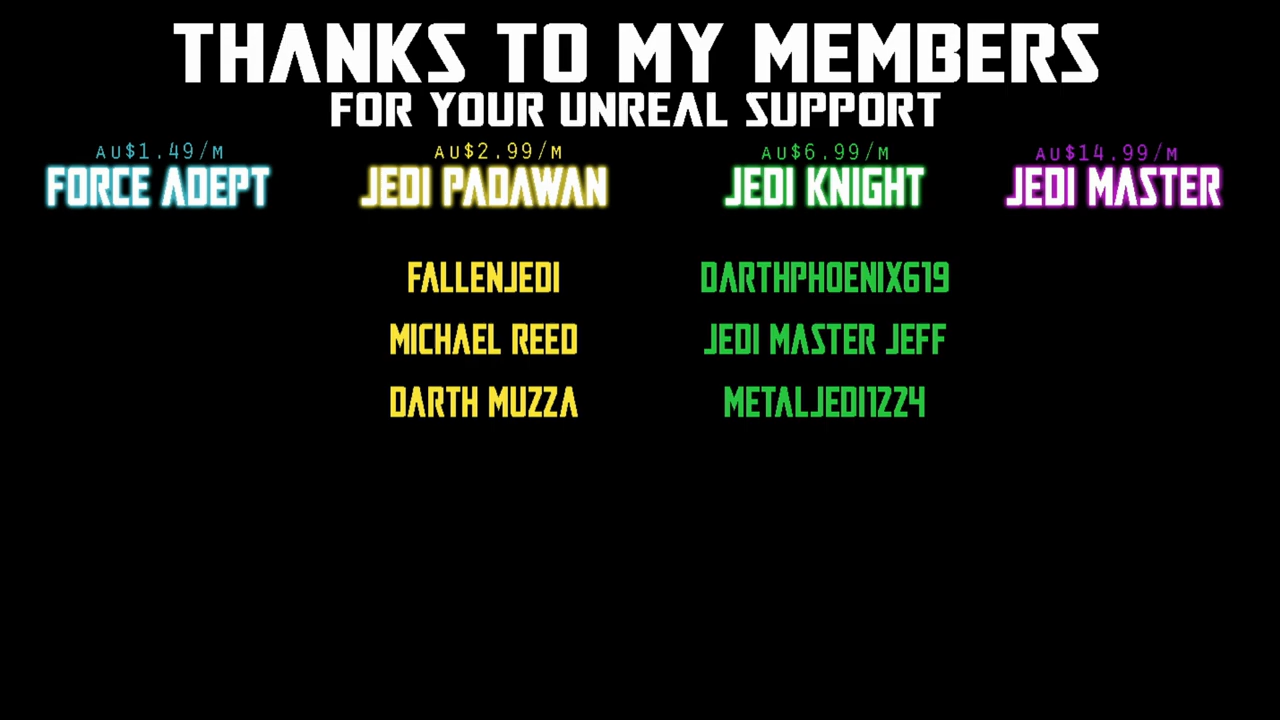 THANKS TO MY MEMBERS
FOR YOUR UNREAL SUPPORT
AU$1.49/M AU$2.99/M AU$6.99/M AU$14.99/M
FORCE ADEPT JEDI PADAWAN JEDI KNIGHT JEDI MASTER
FALLENJEDI DARTHPHOENIX619
MICHAEL REED JEDI MASTER JEFF
DARTH MUZZA METALJEDI1224